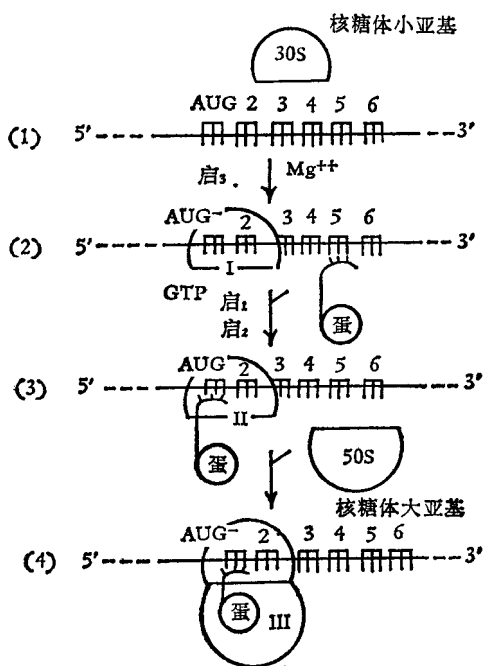 核糖体小亚基
30S
AUG 2 3 4 5 6
(1) 5' 3'
启₃ Mg⁺⁺
AUG 2 3 4 5 6
(2) 5' 3'
I
GTP 启₁
启₂ 蛋
AUG 2 3 4 5 6
(3) 5' 3'
II
蛋
50S
核糖体大亚基
AUG 2 3 4 5 6
(4) 5' 3'
蛋 III